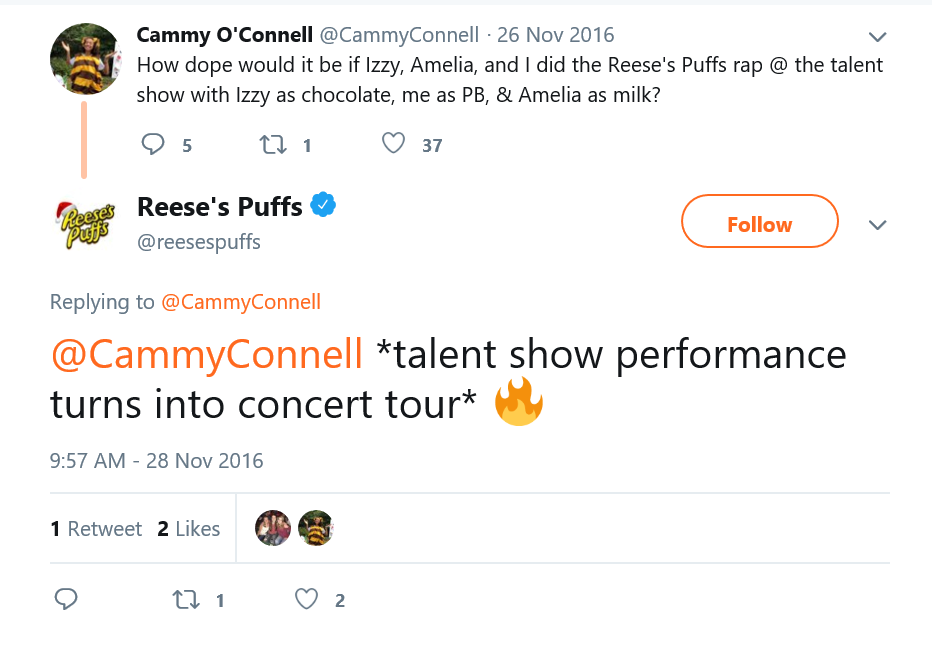 Cammy O'Connell @CammyConnell · 26 Nov 2016
How dope would it be if Izzy, Amelia, and I did the Reese's Puffs rap @ the talent
show with Izzy as chocolate, me as PB, & Amelia as milk?
5 1 37
Reese's Puffs
Reese's Puffs
@reesespuffs
Follow
Replying to @CammyConnell
@CammyConnell *talent show performance
turns into concert tour* 🔥
9:57 AM - 28 Nov 2016
1 Retweet 2 Likes
1 2